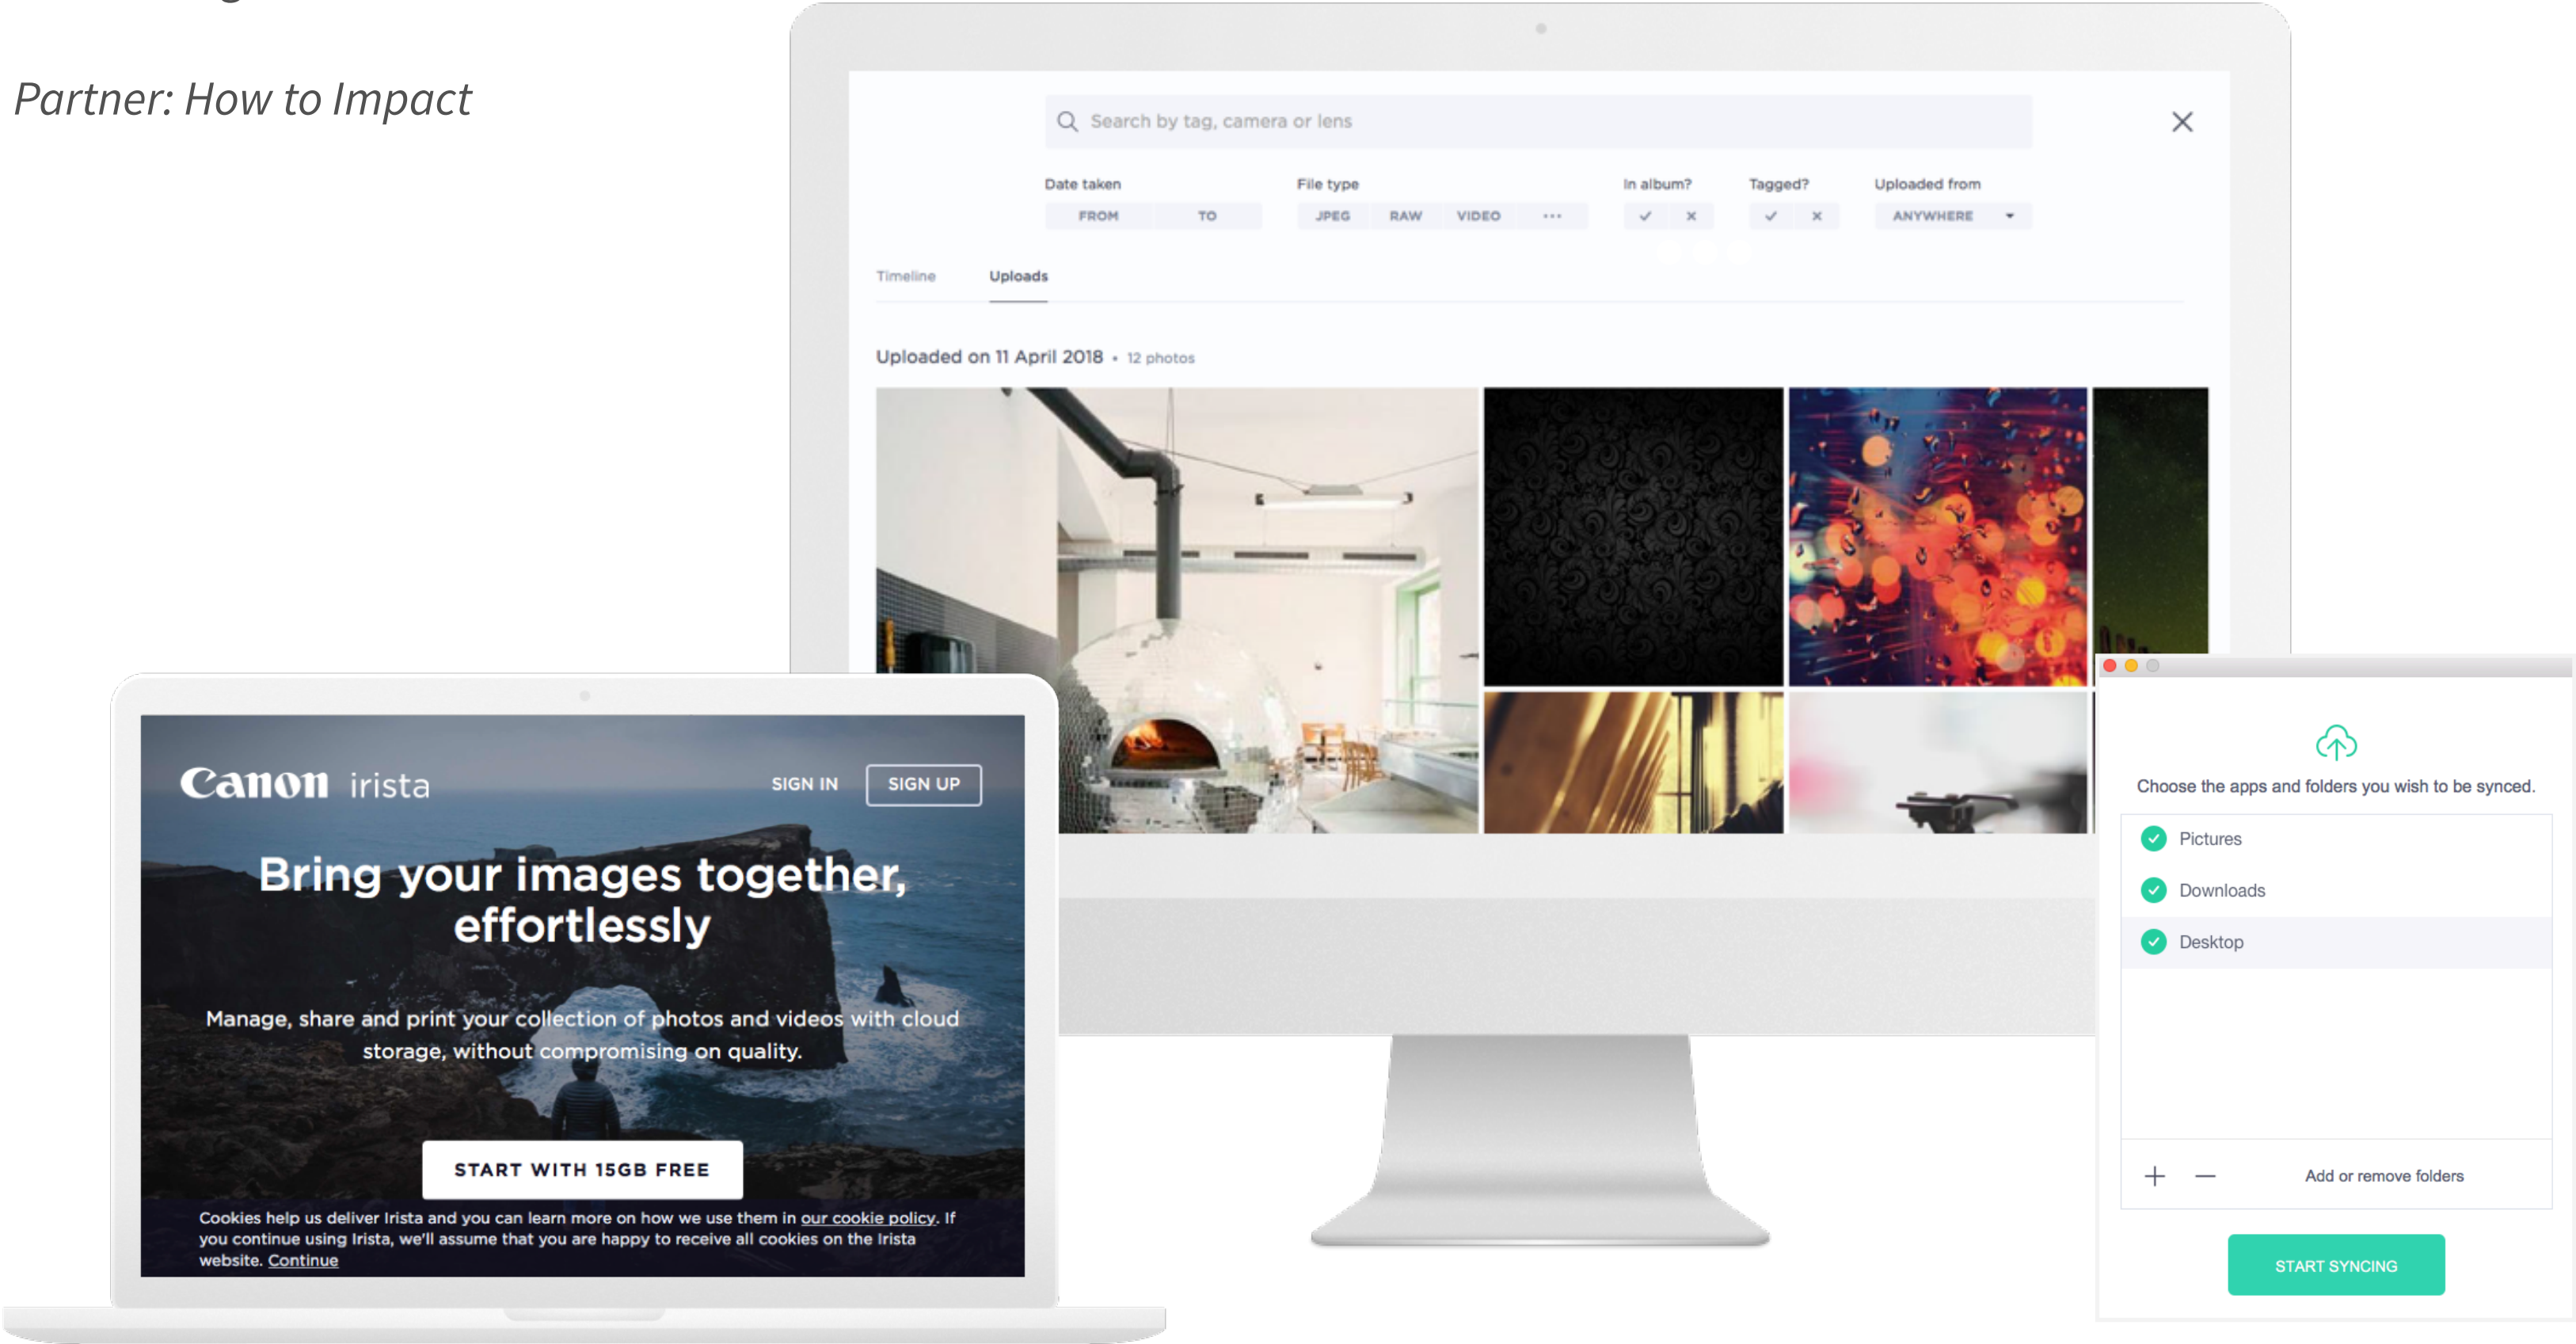 Partner: How to Impact
Search by tag, camera or lens
Date taken
File type
In album?
Tagged?
Uploaded from
FROM
TO
JPEG
RAW
VIDEO
ANYWHERE
Timeline
Uploads
Uploaded on 11 April 2018 • 12 photos
Canon irista
SIGN IN
SIGN UP
Bring your images together,
effortlessly
Manage, share and print your collection of photos and videos with cloud
storage, without compromising on quality.
START WITH 15GB FREE
Cookies help us deliver Irista and you can learn more on how we use them in our cookie policy. If
you continue using Irista, we'll assume that you are happy to receive all cookies on the Irista
website. Continue
Choose the apps and folders you wish to be synced.
Pictures
Downloads
Desktop
Add or remove folders
START SYNCING